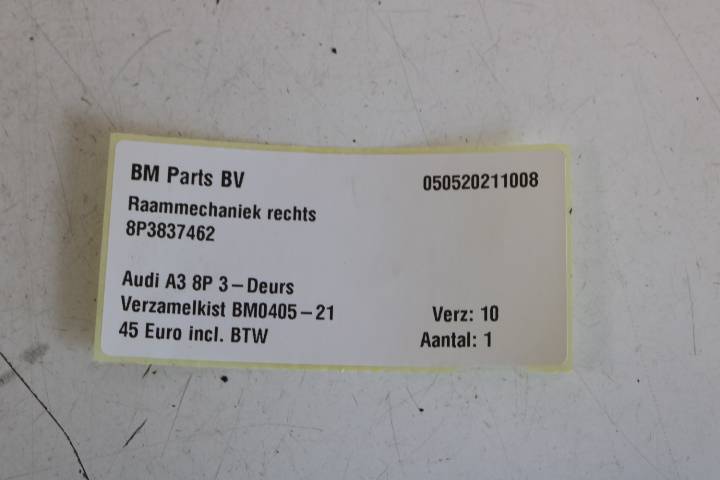 BM Parts BV 050520211008
Raammechaniek rechts
8P3837462
Audi A3 8P 3-Deurs
Verzamelkist BM0405-21 Verz: 10
45 Euro incl. BTW Aantal: 1